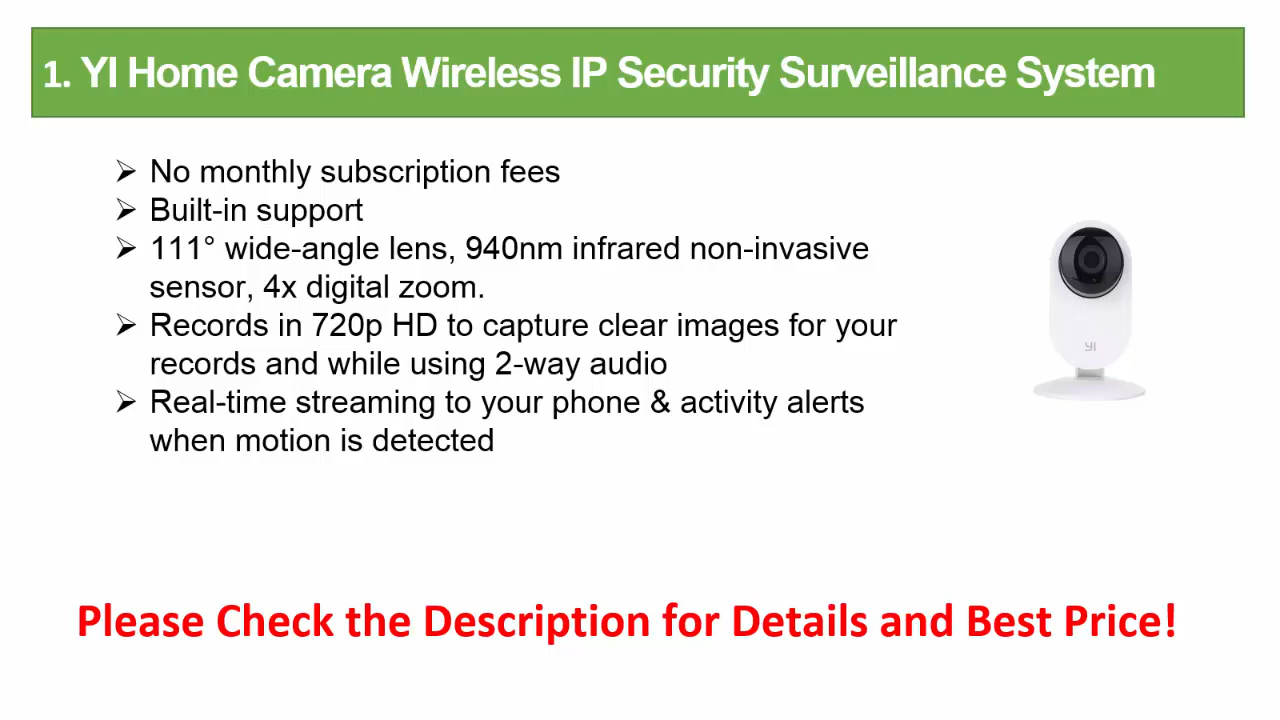 1. YI Home Camera Wireless IP Security Surveillance System
➢ No monthly subscription fees
➢ Built-in support
➢ 111° wide-angle lens, 940nm infrared non-invasive
sensor, 4x digital zoom.
➢ Records in 720p HD to capture clear images for your
records and while using 2-way audio
➢ Real-time streaming to your phone & activity alerts
when motion is detected
YI
Please Check the Description for Details and Best Price!